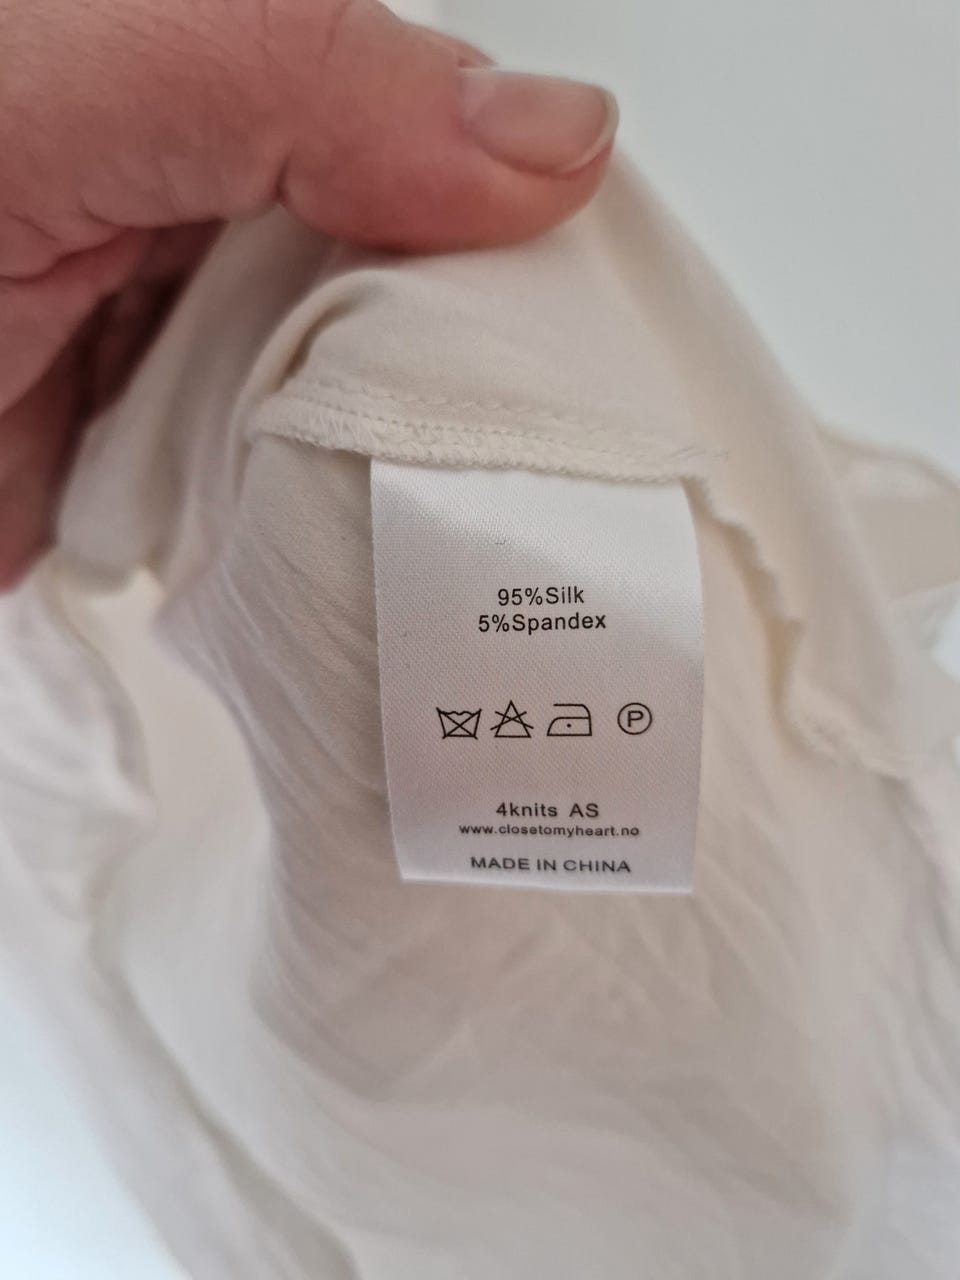 95%Silk
5%Spandex
P
4knits AS
www.closetomyheart.no
MADE IN CHINA